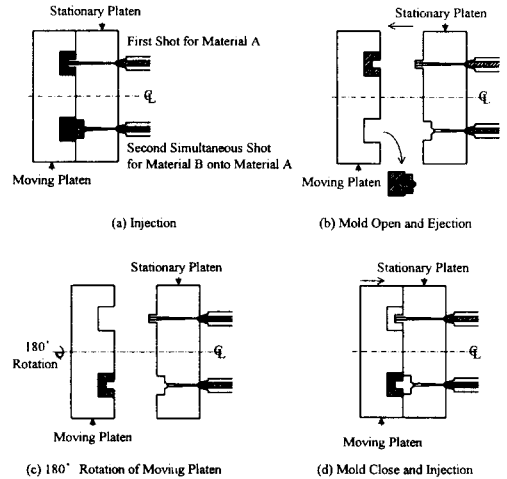 Stationary Platen
First Shot for Material A
℄
Second Simultaneous Shot
for Material B onto Material A
Moving Platen
(a) Injection
Stationary Platen
℄
Moving Platen
(b) Mold Open and Ejection
Stationary Platen
180°
Rotation
℄
Moving Platen
(c) 180° Rotation of Moving Platen
Stationary Platen
℄
Moving Platen
(d) Mold Close and Injection